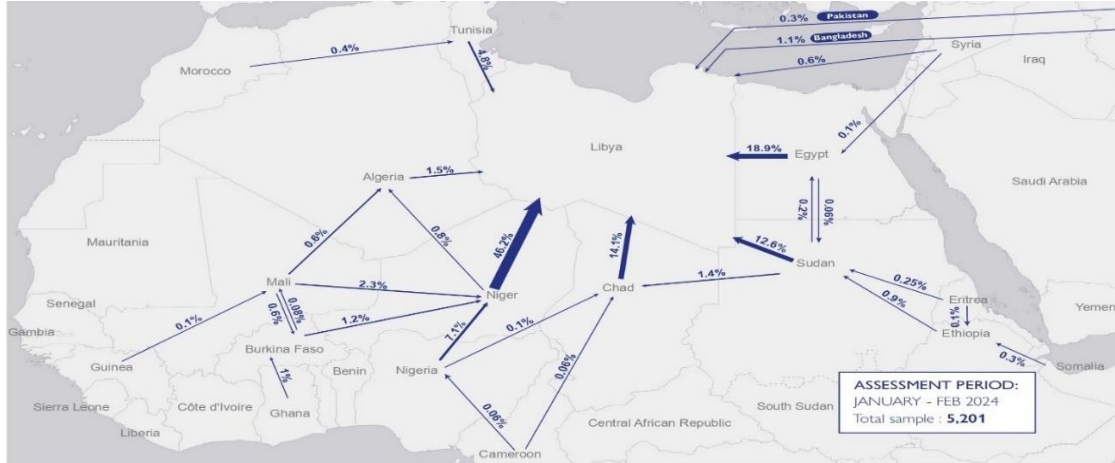 0.3% Pakistan
1.1% Bangladesh
Tunisia
Syria
0.4%
4.8%
0.6%
Iraq
Morocco
0.1%
Libya
18.9%
Egypt
Algeria
1.5%
Saudi Arabia
0.2%
0.06%
0.6%
0.8%
46.2%
14.1%
12.6%
Mauritania
Sudan
Mali
2.3%
Niger
Chad
1.4%
0.25%
Eritrea
0.9%
Senegal
0.08%
0.6%
0.1%
1.2%
7.1%
0.1%
0.1%
Yemen
Gambia
Burkina Faso
Ethiopia
Guinea
Benin
Nigeria
0.06%
0.3%
Somalia
1%
Sierra Leone
Côte d'Ivoire
Ghana
0.06%
South Sudan
Central African Republic
Liberia
Cameroon
ASSESSMENT PERIOD:
JANUARY - FEB 2024
Total sample : 5,201